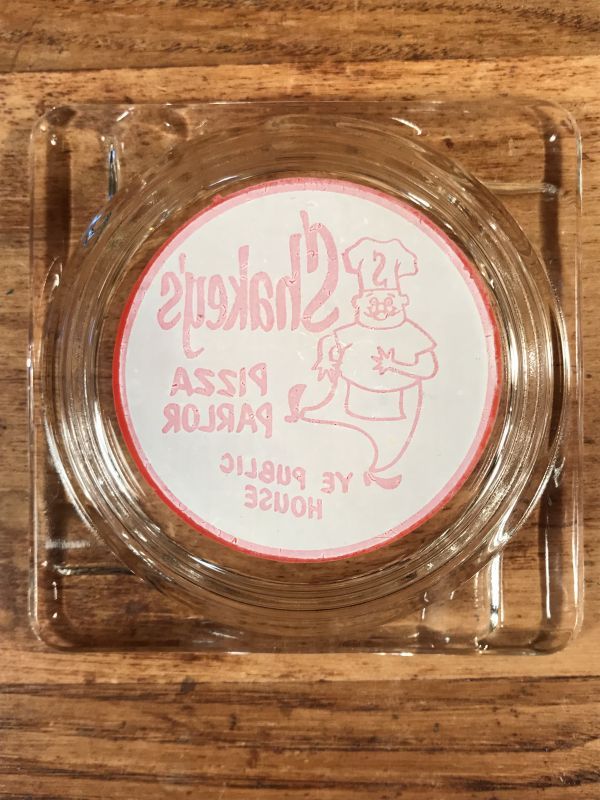 Shakey's
PIZZA
PARLOR
YE PUBLIC
HOUSE